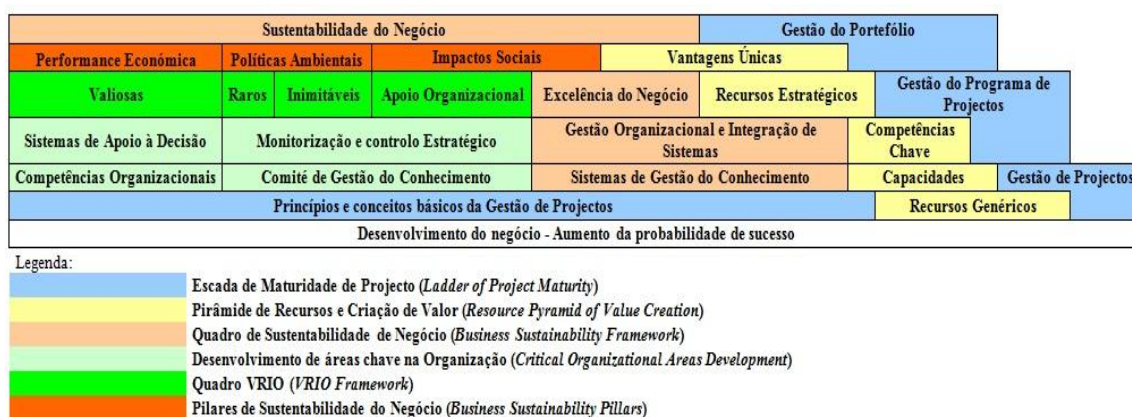 Sustentabilidade do Negócio
Gestão do Portefólio
Performance Económica
Políticas Ambientais
Impactos Sociais
Vantagens Únicas
Valiosas
Raros
Inimitáveis
Apoio Organizacional
Excelência do Negócio
Recursos Estratégicos
Gestão do Programa de
Projectos
Sistemas de Apoio à Decisão
Monitorização e controlo Estratégico
Gestão Organizacional e Integração de
Sistemas
Competências
Chave
Competências Organizacionais
Comité de Gestão do Conhecimento
Sistemas de Gestão do Conhecimento
Capacidades
Gestão de Projectos
Princípios e conceitos básicos da Gestão de Projectos
Recursos Genéricos
Desenvolvimento do negócio - Aumento da probabilidade de sucesso
Legenda:
Escada de Maturidade de Projecto (Ladder of Project Maturity)
Pirâmide de Recursos e Criação de Valor (Resource Pyramid of Value Creation)
Quadro de Sustentabilidade de Negócio (Business Sustainability Framework)
Desenvolvimento de áreas chave na Organização (Critical Organizational Areas Development)
Quadro VRIO (VRIO Framework)
Pilares de Sustentabilidade do Negócio (Business Sustainability Pillars)